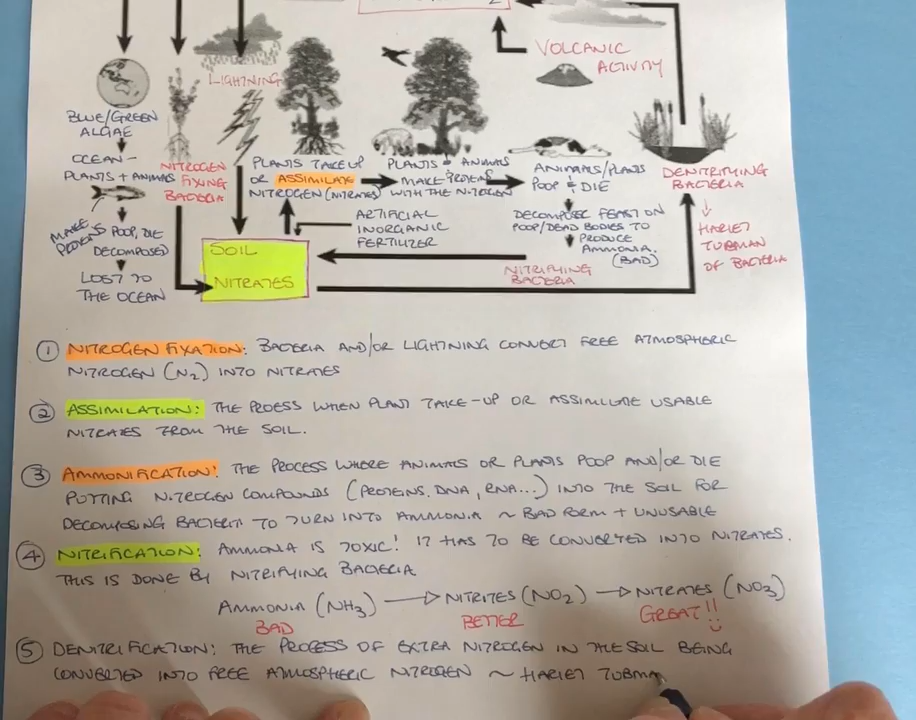 2
VOLCANIC
ACTIVITY
LIGHTNING
BLUE/GREEN
ALGAE
OCEAN-
PLANTS + ANIMALS
MAKE PROTEINS
POOP, DIE
DECOMPOSED
LOST TO
THE OCEAN
NITROGEN
FIXING
BACTERIA
PLANTS TAKE UP
OR ASSIMILATE
NITROGEN (NITRATES)
PLANTS + ANIMALS
MAKE PROTEINS
WITH THE NITROGEN
ANIMALS/PLANTS
POOP & DIE
DECOMPOSE FEAST ON
POOP/DEAD BODIES TO
PRODUCE
AMMONIA.
(BAD)
DENITRIFYING
BACTERIA
HARIET
TUBMAN
OF BACTERIA
ARTIFICIAL
INORGANIC
FERTILIZER
SOIL
NITRATES
NITRIFYING
BACTERIA
1 NITROGEN FIXATION: BACTERIA AND/OR LIGHTNING CONVERT FREE ATMOSPHERIC
NITROGEN (N2) INTO NITRATES
2 ASSIMILATION: THE PROESS WHEN PLANT TAKE-UP OR ASSIMILATE USABLE
NITRATES FROM THE SOIL.
3 AMMONIFICATION: THE PROCESS WHERE ANIMALS OR PLANTS POOP AND/OR DIE
PUTTING NITROGEN COMPOUNDS (PROTEINS, DNA, RNA...) INTO THE SOIL FOR
DECOMPOSING BACTERIA TO TURN INTO AMMONIA ~ BAD FORM + UNUSABLE
4 NITRIFICATION: AMMONIA IS TOXIC! IT HAS TO BE CONVERTED INTO NITRATES.
THIS IS DONE BY NITRIFYING BACTERIA
AMMONIA (NH3) → NITRITES (NO2) → NITRATES (NO3)
BAD BETTER GREAT!!
5 DENITRIFICATION: THE PROCESS OF EXTRA NITROGEN IN THE SOIL BEING
CONVERTED INTO FREE ATMOSPHERIC NITROGEN ~ HARIET TUBMA